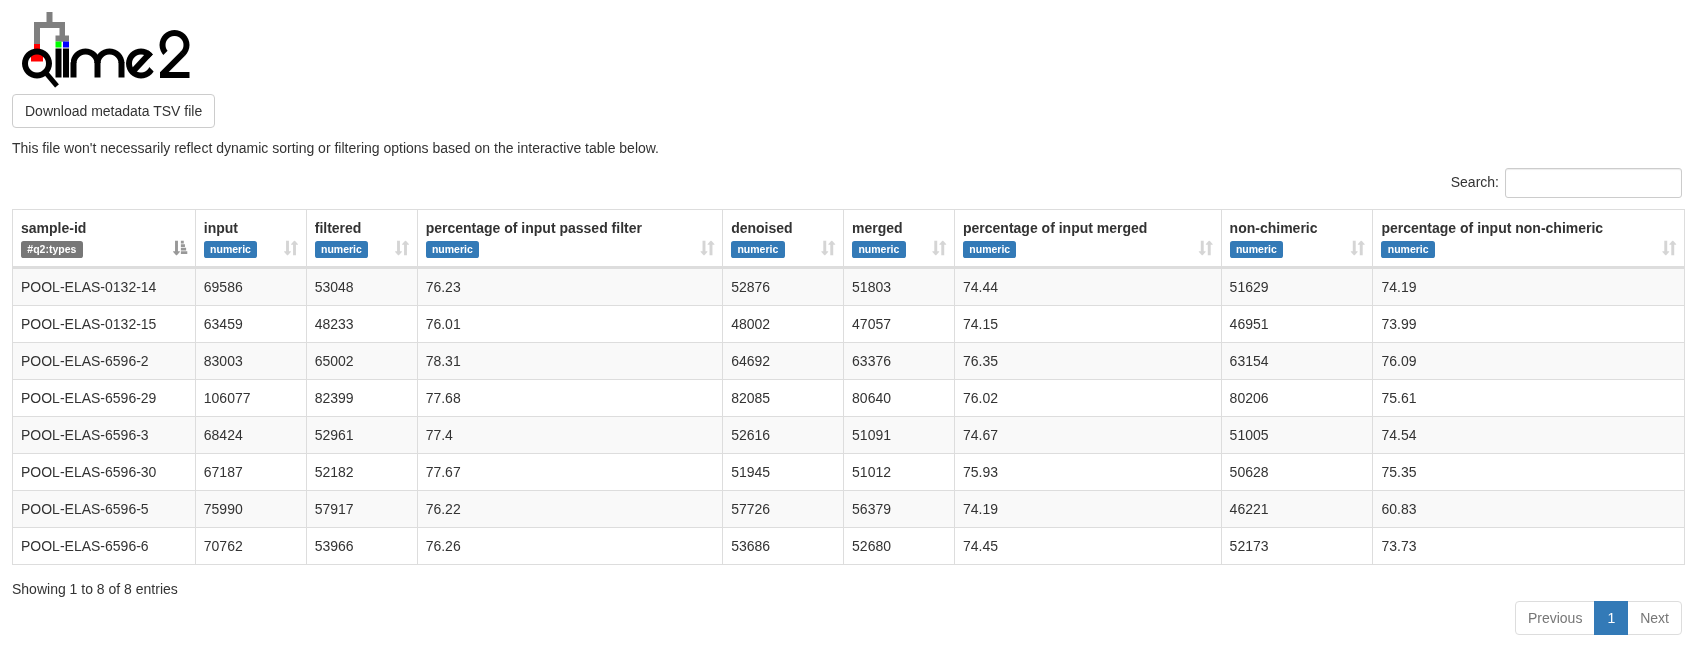 qiime2
Download metadata TSV file
This file won't necessarily reflect dynamic sorting or filtering options based on the interactive table below.
Search:
sample-id input filtered percentage of input passed filter denoised merged percentage of input merged non-chimeric percentage of input non-chimeric
#q2:types numeric numeric numeric numeric numeric numeric numeric numeric
POOL-ELAS-0132-14 69586 53048 76.23 52876 51803 74.44 51629 74.19
POOL-ELAS-0132-15 63459 48233 76.01 48002 47057 74.15 46951 73.99
POOL-ELAS-6596-2 83003 65002 78.31 64692 63376 76.35 63154 76.09
POOL-ELAS-6596-29 106077 82399 77.68 82085 80640 76.02 80206 75.61
POOL-ELAS-6596-3 68424 52961 77.4 52616 51091 74.67 51005 74.54
POOL-ELAS-6596-30 67187 52182 77.67 51945 51012 75.93 50628 75.35
POOL-ELAS-6596-5 75990 57917 76.22 57726 56379 74.19 46221 60.83
POOL-ELAS-6596-6 70762 53966 76.26 53686 52680 74.45 52173 73.73
Showing 1 to 8 of 8 entries
Previous 1 Next